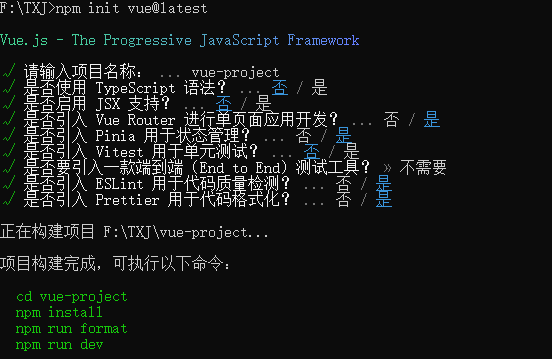 F:\TXJ>npm init vue@latest
Vue.js - The Progressive JavaScript Framework
√ 请输入项目名称： ... vue-project
√ 是否使用 TypeScript 语法？ ... 否 / 是
√ 是否启用 JSX 支持？ ... 否 / 是
√ 是否引入 Vue Router 进行单页面应用开发？ ... 否 / 是
√ 是否引入 Pinia 用于状态管理？ ... 否 / 是
√ 是否引入 Vitest 用于单元测试？ ... 否 / 是
√ 是否要引入一款端到端（End to End）测试工具？ » 不需要
√ 是否引入 ESLint 用于代码质量检测？ ... 否 / 是
√ 是否引入 Prettier 用于代码格式化？ ... 否 / 是
正在构建项目 F:\TXJ\vue-project...
项目构建完成，可执行以下命令：
cd vue-project
npm install
npm run format
npm run dev